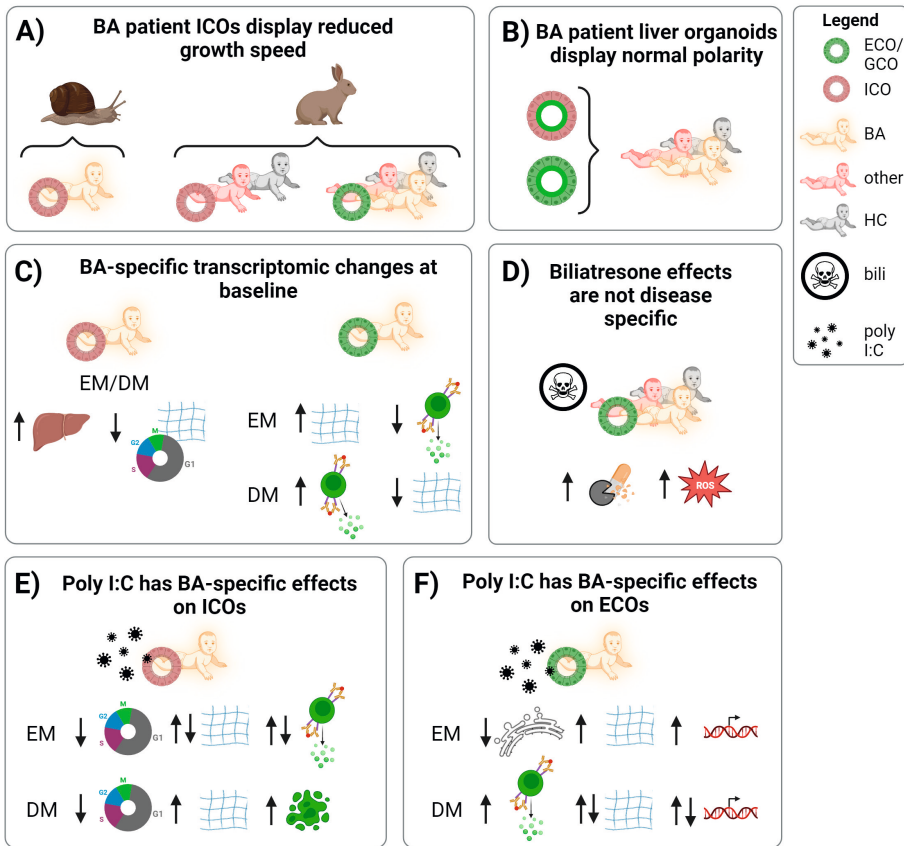 A)
BA patient ICOs display reduced
growth speed
B)
BA patient liver organoids
display normal polarity
Legend
ECO/
GCO
ICO
BA
other
HC
bili
poly
I:C
C)
BA-specific transcriptomic changes at
baseline
EM/DM
M
G2
S
G1
EM
DM
D)
Biliatresone effects
are not disease
specific
ROS
E)
Poly I:C has BA-specific effects
on ICOs
EM
M
G2
S
G1
DM
M
G2
S
G1
F)
Poly I:C has BA-specific effects
on ECOs
EM
DM